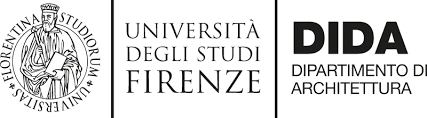 FLORENTINA STUDIORUM UNIVERSITAS
UNIVERSITÀ
DEGLI STUDI
FIRENZE
DIDA
DIPARTIMENTO DI
ARCHITETTURA